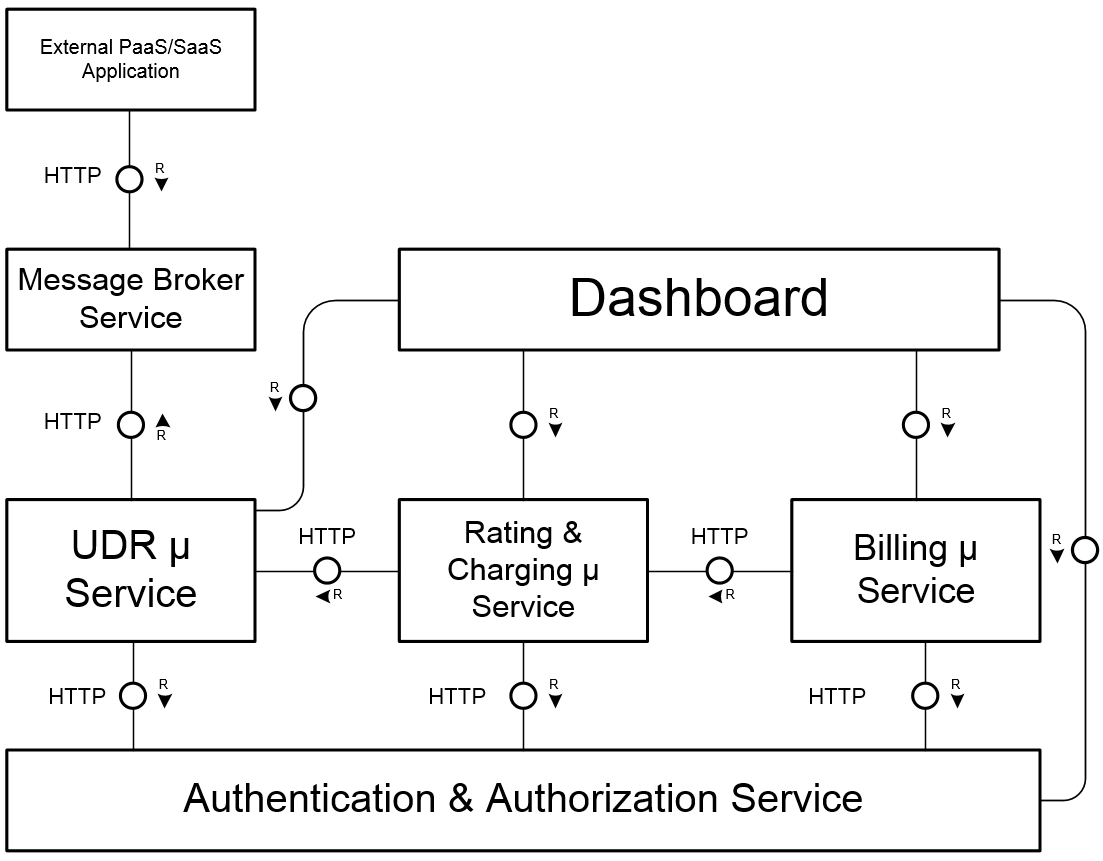 External PaaS/SaaS
Application
HTTP
R
Message Broker
Service
Dashboard
HTTP
R
R
R
R
UDR µ
Service
HTTP
R
Rating &
Charging µ
Service
HTTP
R
Billing µ
Service
R
HTTP
R
HTTP
R
HTTP
R
Authentication & Authorization Service